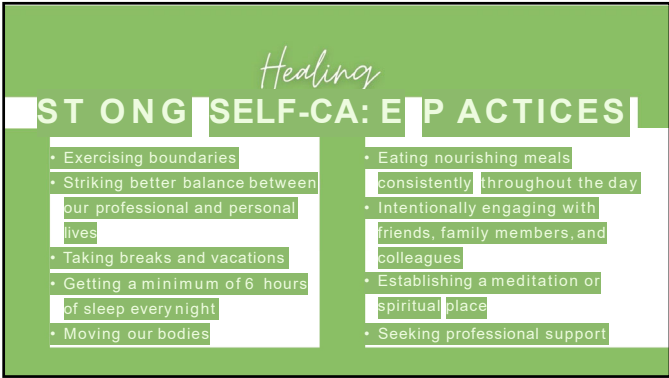 Healing
ST ONG SELF-CA: E P ACTICES
• Exercising boundaries
• Striking better balance between
our professional and personal
lives
• Taking breaks and vacations
• Getting a minimum of 6 hours
of sleep every night
• Moving our bodies
• Eating nourishing meals
consistently throughout the day
• Intentionally engaging with
friends, family members, and
colleagues
• Establishing a meditation or
spiritual place
• Seeking professional support